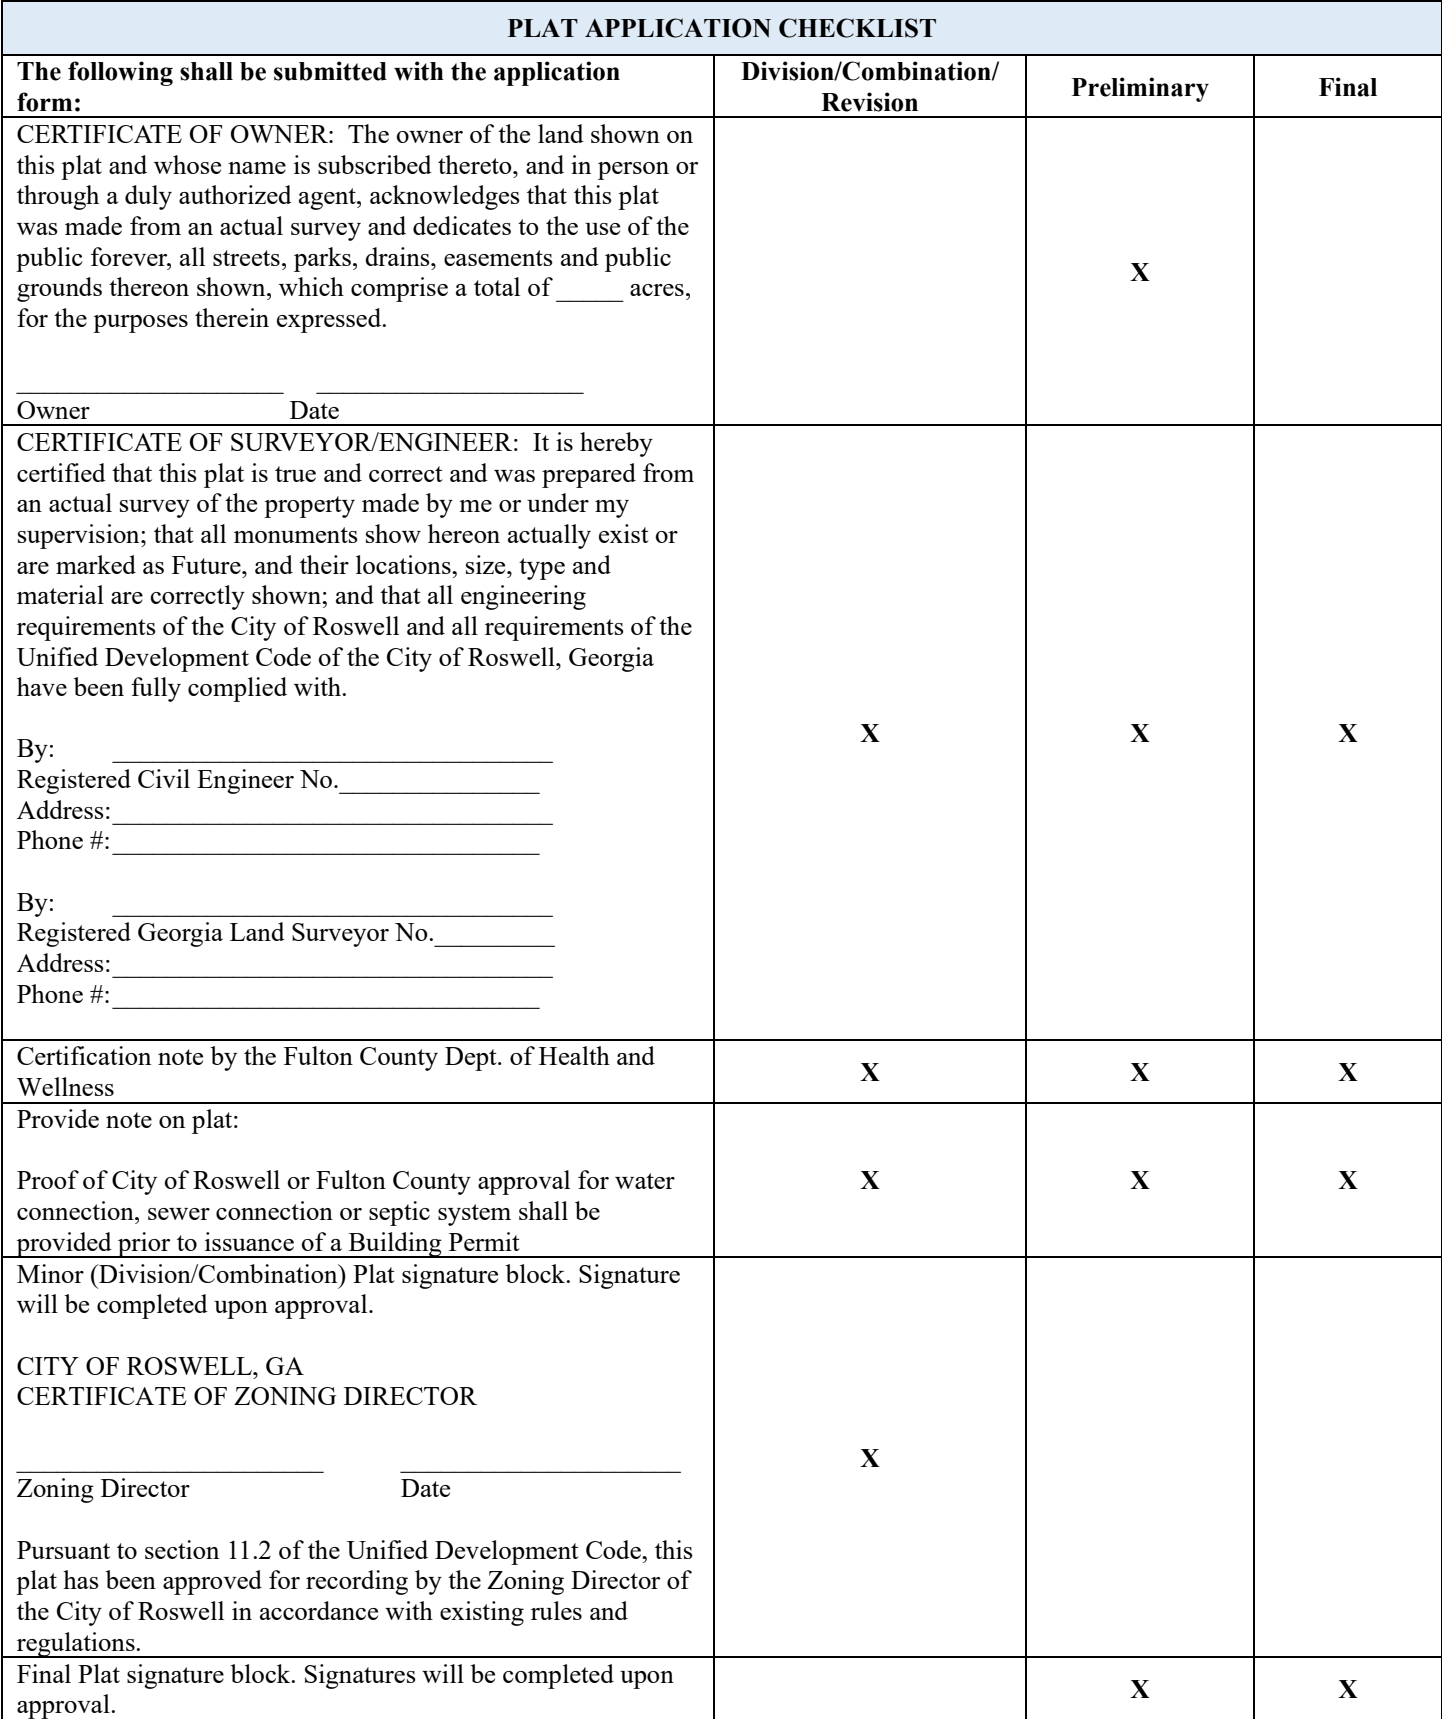 PLAT APPLICATION CHECKLIST
The following shall be submitted with the application
form:
Division/Combination/
Revision
Preliminary
Final
CERTIFICATE OF OWNER: The owner of the land shown on
this plat and whose name is subscribed thereto, and in person or
through a duly authorized agent, acknowledges that this plat
was made from an actual survey and dedicates to the use of the
public forever, all streets, parks, drains, easements and public
grounds thereon shown, which comprise a total of _____ acres,
for the purposes therein expressed.
____________________ ____________________
Owner Date
X
CERTIFICATE OF SURVEYOR/ENGINEER: It is hereby
certified that this plat is true and correct and was prepared from
an actual survey of the property made by me or under my
supervision; that all monuments show hereon actually exist or
are marked as Future, and their locations, size, type and
material are correctly shown; and that all engineering
requirements of the City of Roswell and all requirements of the
Unified Development Code of the City of Roswell, Georgia
have been fully complied with.
By: _________________________________
Registered Civil Engineer No._______________
Address:_________________________________
Phone #:________________________________
By: _________________________________
Registered Georgia Land Surveyor No._________
Address:_________________________________
Phone #:________________________________
X X X
Certification note by the Fulton County Dept. of Health and
Wellness
X X X
Provide note on plat:
Proof of City of Roswell or Fulton County approval for water
connection, sewer connection or septic system shall be
provided prior to issuance of a Building Permit
X X X
Minor (Division/Combination) Plat signature block. Signature
will be completed upon approval.
CITY OF ROSWELL, GA
CERTIFICATE OF ZONING DIRECTOR
_______________________ _____________________
Zoning Director Date
Pursuant to section 11.2 of the Unified Development Code, this
plat has been approved for recording by the Zoning Director of
the City of Roswell in accordance with existing rules and
regulations.
X
Final Plat signature block. Signatures will be completed upon
approval.
X X